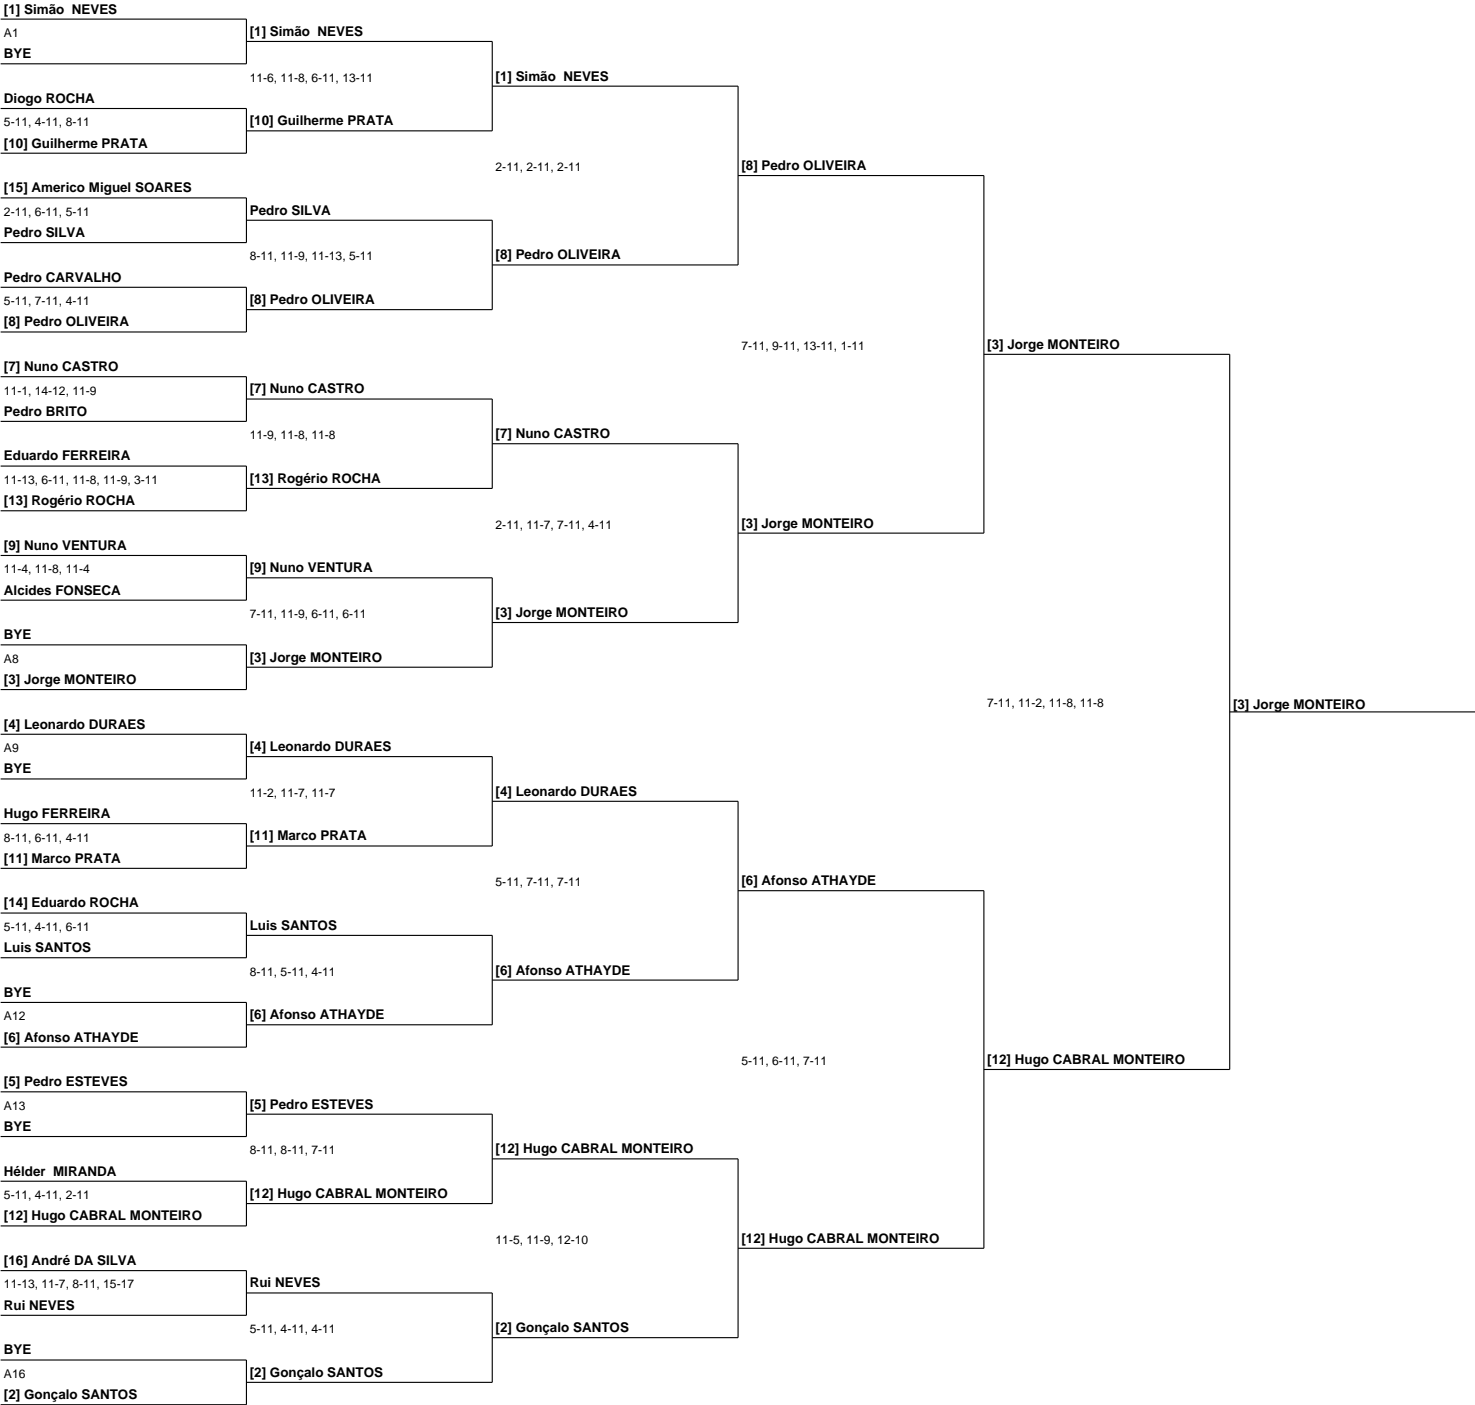 [1] Simão  NEVES
A1
BYE
Diogo ROCHA
5-11, 4-11, 8-11
[10] Guilherme PRATA
[15] Americo Miguel SOARES
2-11, 6-11, 5-11
Pedro SILVA
Pedro CARVALHO
5-11, 7-11, 4-11
[8] Pedro OLIVEIRA
[7] Nuno CASTRO
11-1, 14-12, 11-9
Pedro BRITO
Eduardo FERREIRA
11-13, 6-11, 11-8, 11-9, 3-11
[13] Rogério ROCHA
[9] Nuno VENTURA
11-4, 11-8, 11-4
Alcides FONSECA
BYE
A8
[3] Jorge MONTEIRO
[4] Leonardo DURAES
A9
BYE
Hugo FERREIRA
8-11, 6-11, 4-11
[11] Marco PRATA
[14] Eduardo ROCHA
5-11, 4-11, 6-11
Luis SANTOS
BYE
A12
[6] Afonso ATHAYDE
[5] Pedro ESTEVES
A13
BYE
Hélder  MIRANDA
5-11, 4-11, 2-11
[12] Hugo CABRAL MONTEIRO
[16] André DA SILVA
11-13, 11-7, 8-11, 15-17
Rui NEVES
BYE
A16
[2] Gonçalo SANTOS
[1] Simão  NEVES
11-6, 11-8, 6-11, 13-11
[10] Guilherme PRATA
Pedro SILVA
8-11, 11-9, 11-13, 5-11
[8] Pedro OLIVEIRA
[7] Nuno CASTRO
11-9, 11-8, 11-8
[13] Rogério ROCHA
[9] Nuno VENTURA
7-11, 11-9, 6-11, 6-11
[3] Jorge MONTEIRO
[4] Leonardo DURAES
11-2, 11-7, 11-7
[11] Marco PRATA
Luis SANTOS
8-11, 5-11, 4-11
[6] Afonso ATHAYDE
[5] Pedro ESTEVES
8-11, 8-11, 7-11
[12] Hugo CABRAL MONTEIRO
Rui NEVES
5-11, 4-11, 4-11
[2] Gonçalo SANTOS
[1] Simão  NEVES
2-11, 2-11, 2-11
[8] Pedro OLIVEIRA
[7] Nuno CASTRO
2-11, 11-7, 7-11, 4-11
[3] Jorge MONTEIRO
[4] Leonardo DURAES
5-11, 7-11, 7-11
[6] Afonso ATHAYDE
[12] Hugo CABRAL MONTEIRO
11-5, 11-9, 12-10
[2] Gonçalo SANTOS
[8] Pedro OLIVEIRA
7-11, 9-11, 13-11, 1-11
[3] Jorge MONTEIRO
[6] Afonso ATHAYDE
5-11, 6-11, 7-11
[12] Hugo CABRAL MONTEIRO
[3] Jorge MONTEIRO
7-11, 11-2, 11-8, 11-8
[12] Hugo CABRAL MONTEIRO
[3] Jorge MONTEIRO